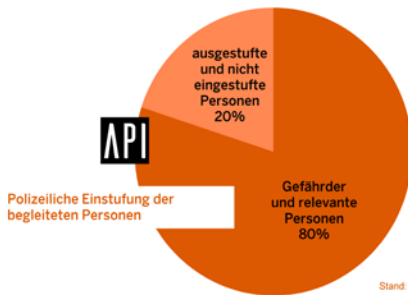 ausgestufte
und nicht
eingestufte
Personen
20%
API
Polizeiliche Einstufung der
begleiteten Personen
Gefährder
und relevante
Personen
80%
Stand: